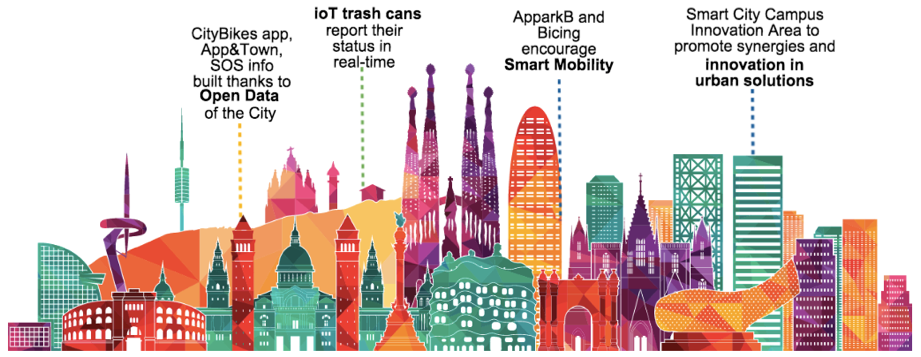 CityBikes app,
App&Town,
SOS info
built thanks to
Open Data
of the City
ioT trash cans
report their
status in
real-time
ApparkB and
Bicing
encourage
Smart Mobility
Smart City Campus
Innovation Area to
promote synergies and
innovation in
urban solutions